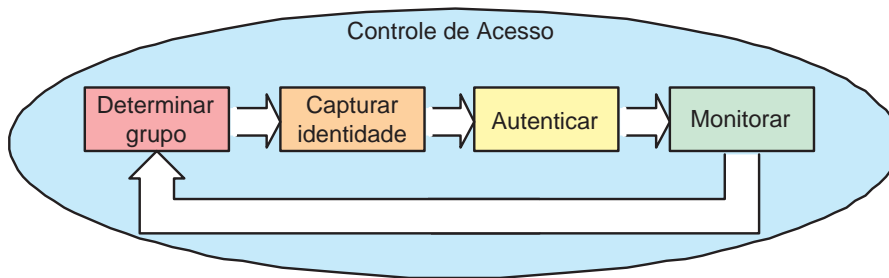 Controle de Acesso
Determinar
grupo
Capturar
identidade
Autenticar
Monitorar